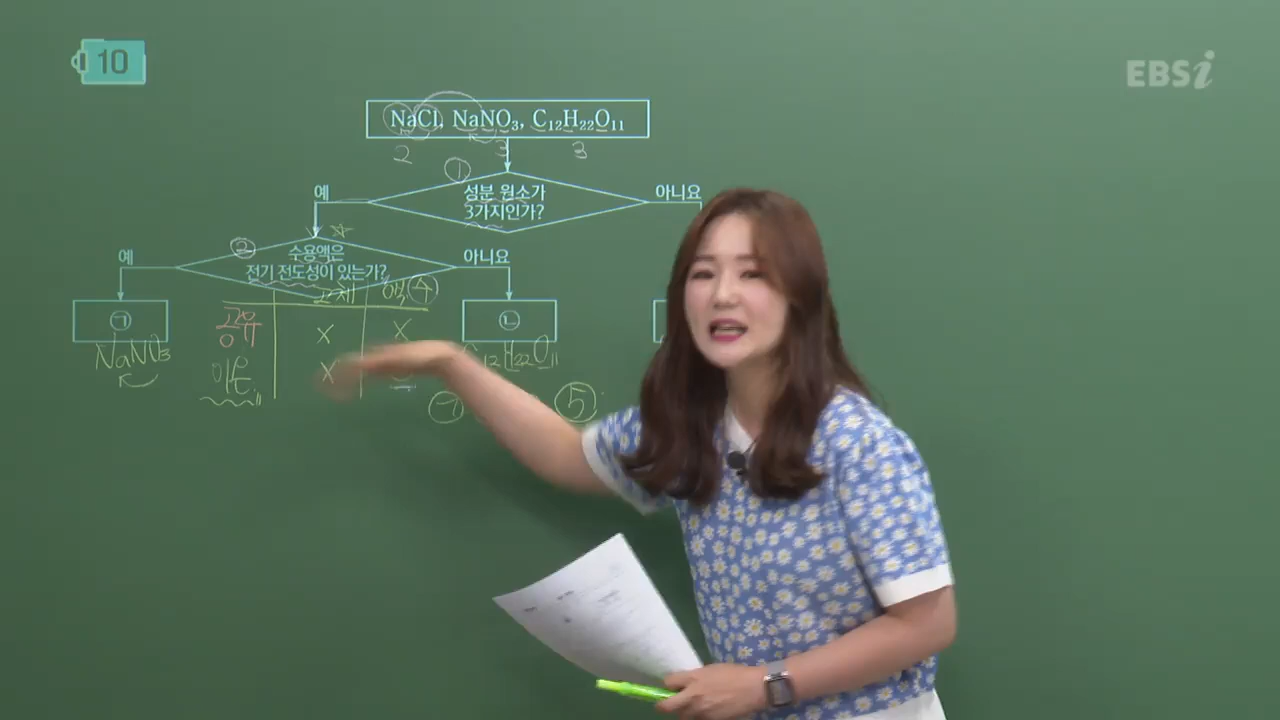 10
EBSi
NaCl, NaNO₃, C₁₂H₂₂O₁₁
2 3 3
①
예 성분 원소가 아니요
3가지인가?
②
예 수용액은 아니요
전기 전도성이 있는가?
고체 액(수)
㉠ 공유 X X ㉡
NaNO₃ 이온 X
㉠ ⑤